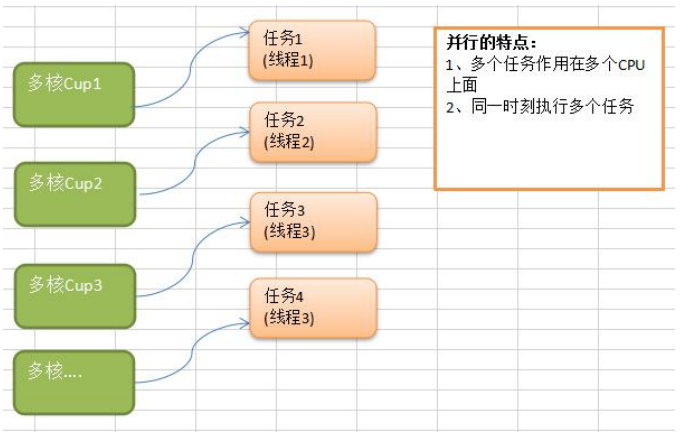 多核Cup1
任务1
(线程1)
多核Cup2
任务2
(线程2)
多核Cup3
任务3
(线程3)
多核....
任务4
(线程3)
并行的特点：
1、多个任务作用在多个CPU
上面
2、同一时刻执行多个任务